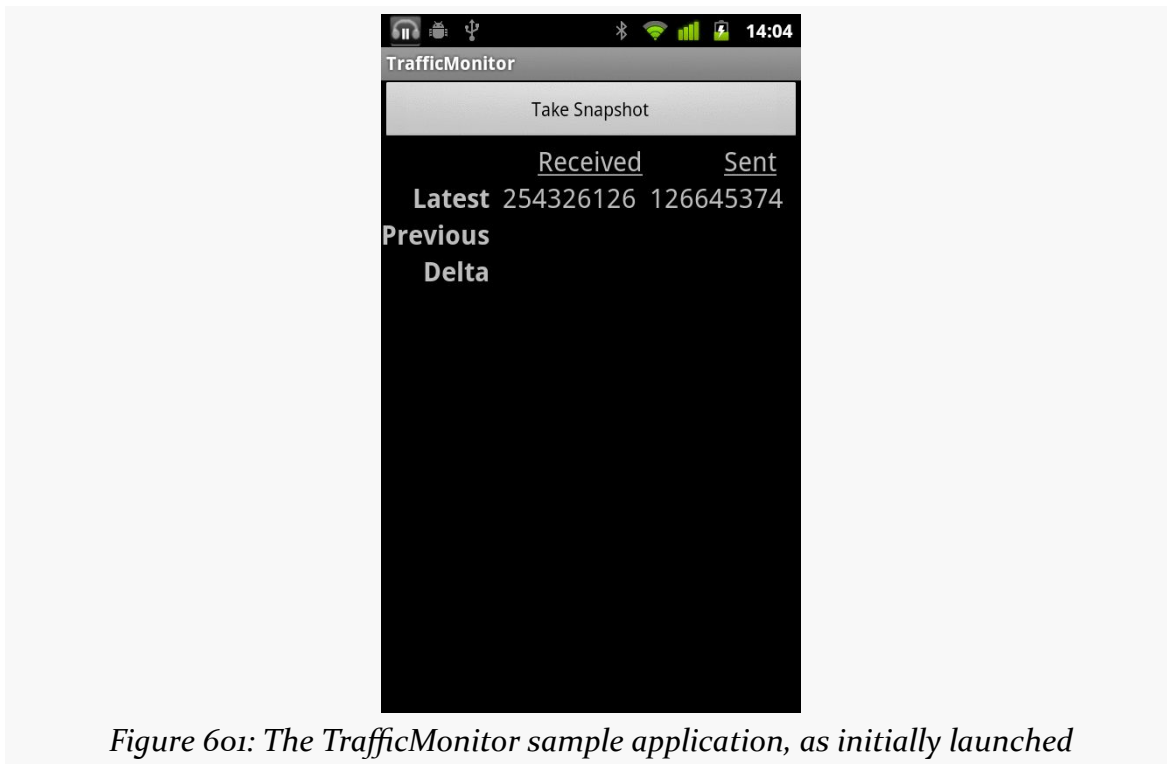 14:04
TrafficMonitor
Take Snapshot
Received Sent
Latest 254326126 126645374
Previous
Delta
Figure 601: The TrafficMonitor sample application, as initially launched